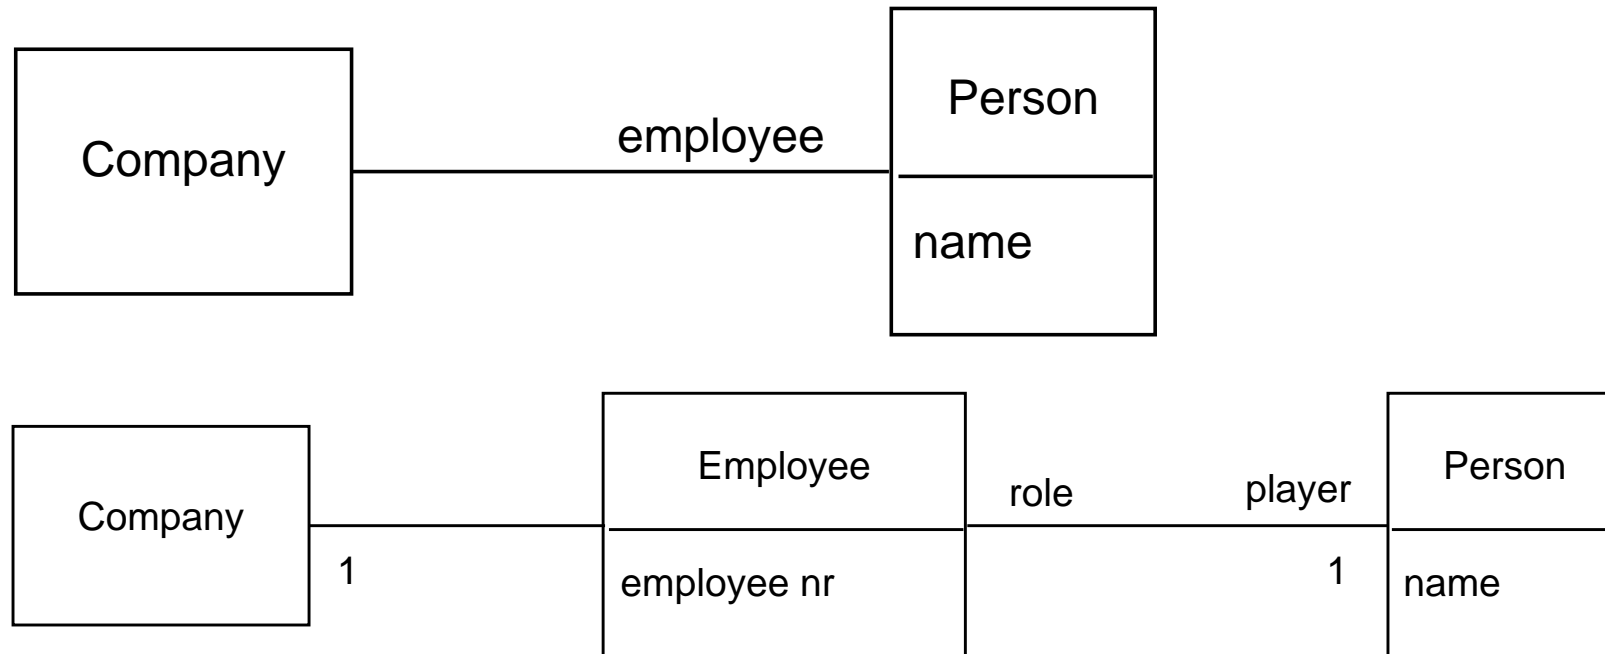 Company
employee
Person
name
Company
1
Employee
employee nr
role
player
1
Person
name